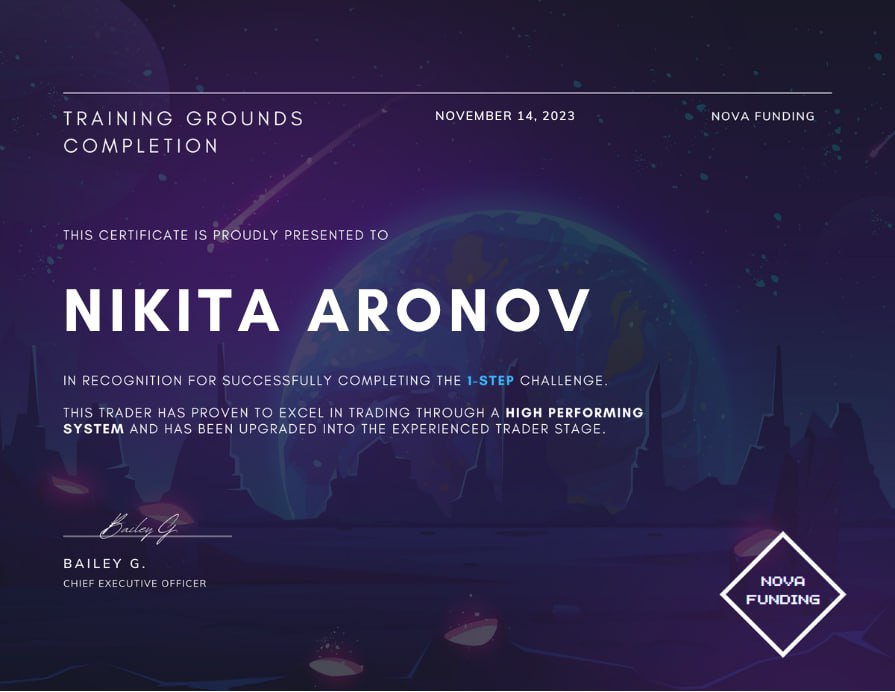 TRAINING GROUNDS
COMPLETION
NOVEMBER 14, 2023
NOVA FUNDING
THIS CERTIFICATE IS PROUDLY PRESENTED TO
NIKITA ARONOV
IN RECOGNITION FOR SUCCESSFULLY COMPLETING THE 1-STEP CHALLENGE.
THIS TRADER HAS PROVEN TO EXCEL IN TRADING THROUGH A HIGH PERFORMING
SYSTEM AND HAS BEEN UPGRADED INTO THE EXPERIENCED TRADER STAGE.
Bailey G
BAILEY G.
CHIEF EXECUTIVE OFFICER
NOVA
FUNDING